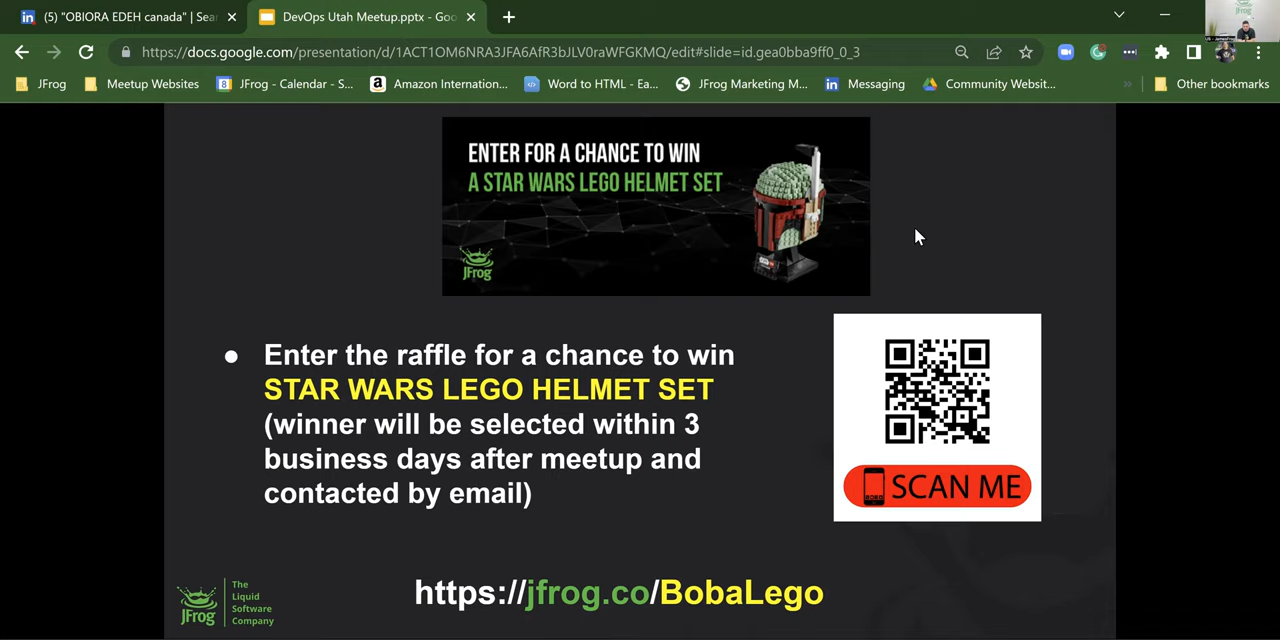 (5) "OBIORA EDEH canada" | Sea
DevOps Utah Meetup.pptx - Goo
https://docs.google.com/presentation/d/1ACT1OM6NRA3JFA6AfR3bJLV0raWFGKMQ/edit#slide=id.gea0bba9ff0_0_3
JFrog
Meetup Websites
8
JFrog - Calendar - S...
Amazon Internation...
Word to HTML - Ea...
JFrog Marketing M...
Messaging
Community Websit...
Other bookmarks
ENTER FOR A CHANCE TO WIN
A STAR WARS LEGO HELMET SET
JFrog
● Enter the raffle for a chance to win
STAR WARS LEGO HELMET SET
(winner will be selected within 3
business days after meetup and
contacted by email)
SCAN ME
JFrog
The
Liquid
Software
Company
https://jfrog.co/BobaLego